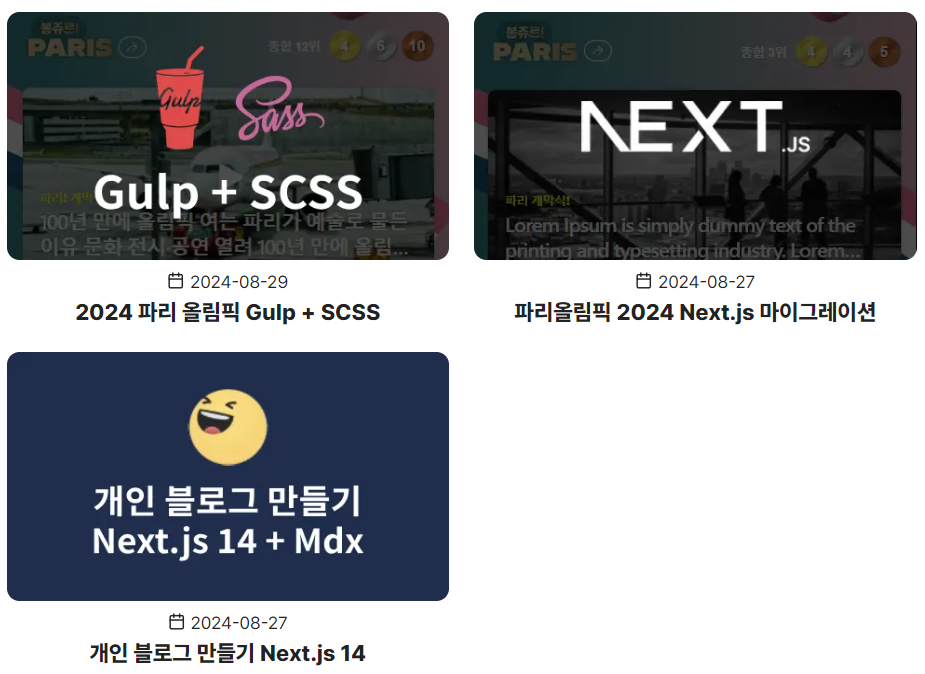 봉쥬르!
PARIS
종합 12위 4 6 10
Gulp
Sass
Gulp + SCSS
파리! 개막
100년 만에 올림픽 여는 파리가 예술로 물든
이유 문화 전시 공연 열려 100년 만에 올림...
2024-08-29
2024 파리 올림픽 Gulp + SCSS
봉쥬르!
PARIS
종합 3위 4 4 5
NEXT.JS
파리 개막식!
Lorem Ipsum is simply dummy text of the
printing and typesetting industry. Lorem...
2024-08-27
파리올림픽 2024 Next.js 마이그레이션
개인 블로그 만들기
Next.js 14 + Mdx
2024-08-27
개인 블로그 만들기 Next.js 14